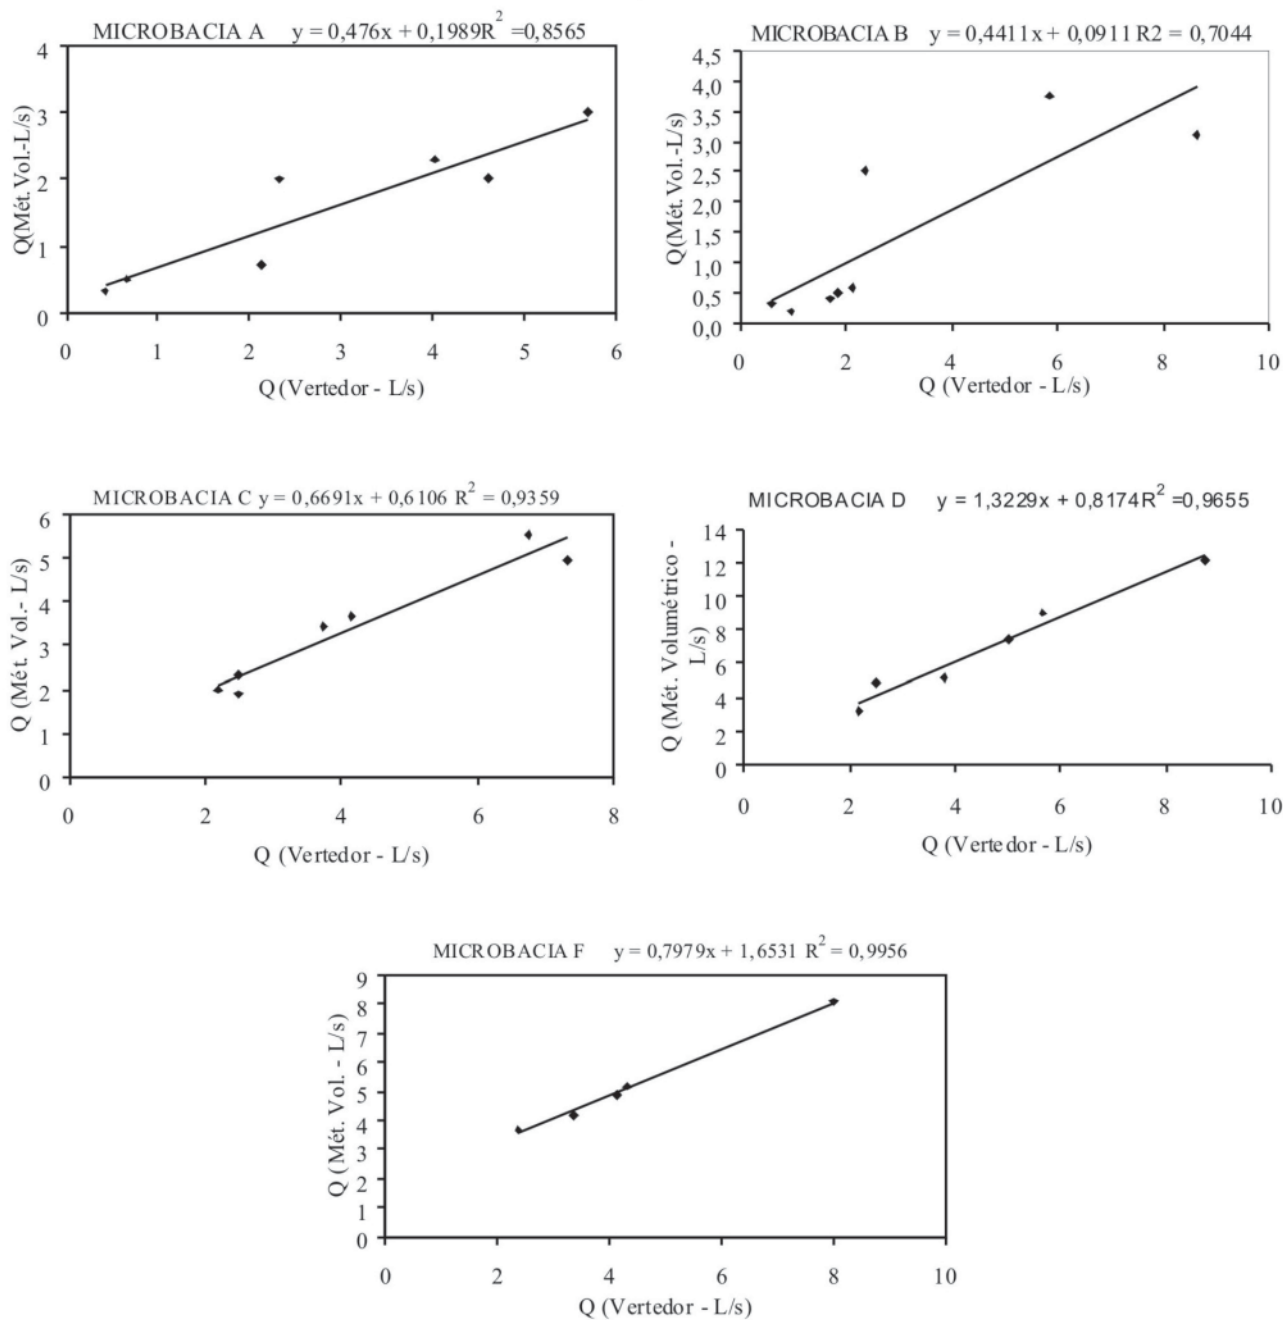 MICROBACIA A y = 0,476x + 0,1989R² =0,8565
Q(Mét.Vol.-L/s)
4
3
2
1
0
0 1 2 3 4 5 6
Q (Vertedor - L/s)
MICROBACIA B y = 0,4411x + 0,0911 R2 = 0,7044
Q(Mét.Vol.-L/s)
4,5
4,0
3,5
3,0
2,5
2,0
1,5
1,0
0,5
0,0
0 2 4 6 8 10
Q (Vertedor - L/s)
MICROBACIA C y = 0,6691x + 0,6106 R² = 0,9359
Q (Mét. Vol.- L/s)
6
5
4
3
2
1
0
0 2 4 6 8
Q (Vertedor - L/s)
MICROBACIA D y = 1,3229x + 0,8174R² =0,9655
Q (Mét. Volumétrico -
L/s)
14
12
10
8
6
4
2
0
0 2 4 6 8 10
Q (Vertedor - L/s)
MICROBACIA F y = 0,7979x + 1,6531 R² = 0,9956
Q (Mét. Vol. - L/s)
9
8
7
6
5
4
3
2
1
0
0 2 4 6 8 10
Q (Vertedor - L/s)